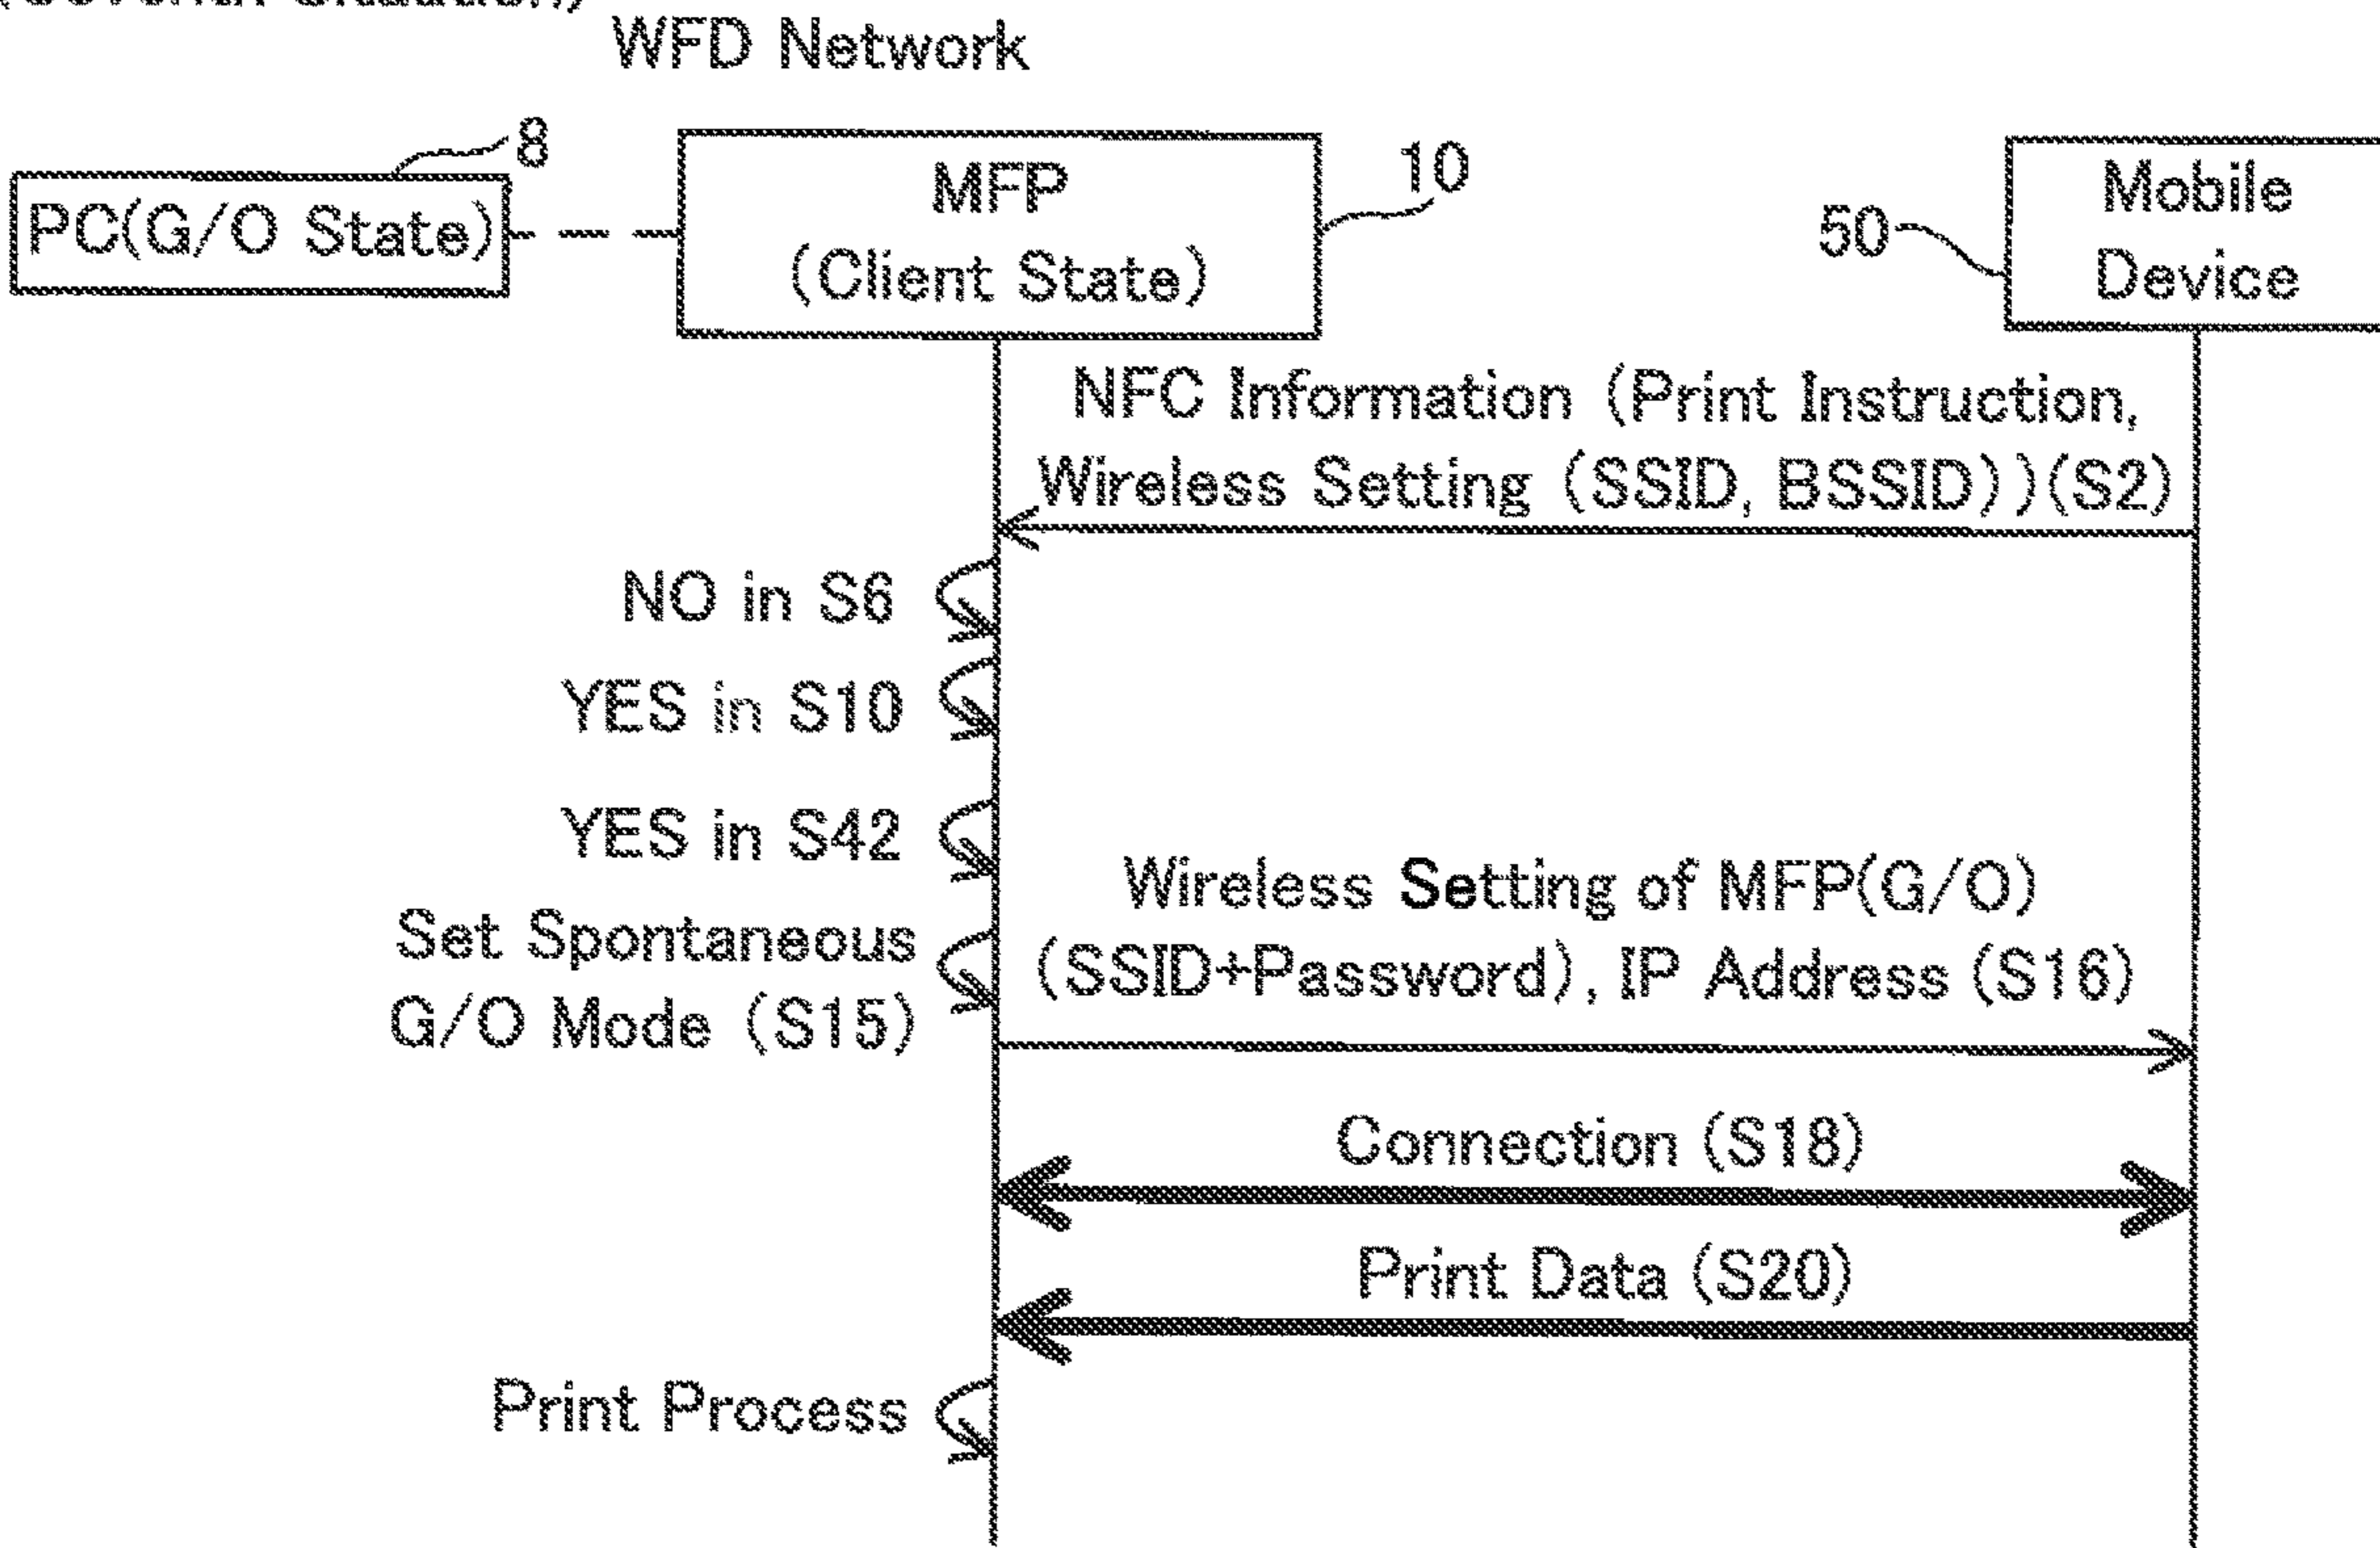 WFD Network
8
PC(G/O State)
MFP
(Client State)
10
50
Mobile
Device
NFC Information (Print Instruction,
Wireless Setting (SSID, BSSID))(S2)
NO in S6
YES in S10
YES in S42
Set Spontaneous
G/O Mode (S15)
Wireless Setting of MFP(G/O)
(SSID+Password), IP Address (S16)
Connection (S18)
Print Data (S20)
Print Process